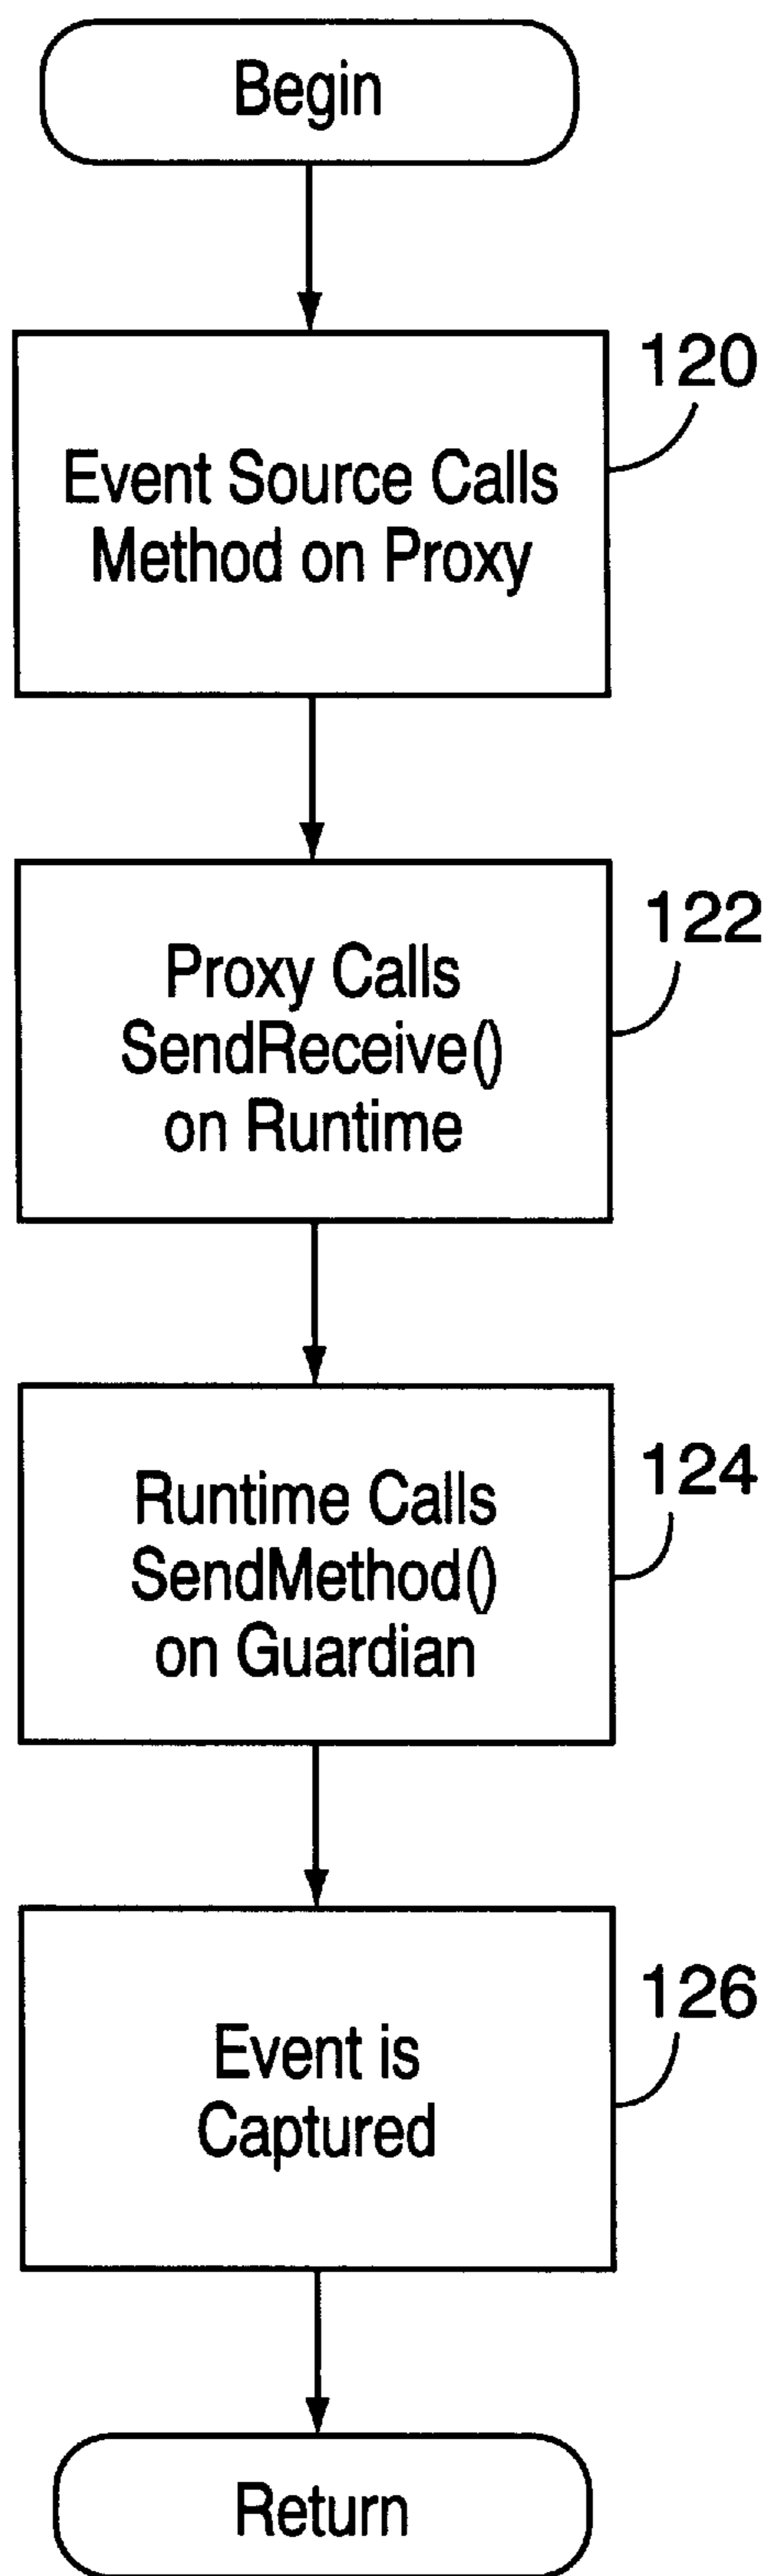 Begin
120
Event Source Calls
Method on Proxy
122
Proxy Calls
SendReceive()
on Runtime
124
Runtime Calls
SendMethod()
on Guardian
126
Event is
Captured
Return